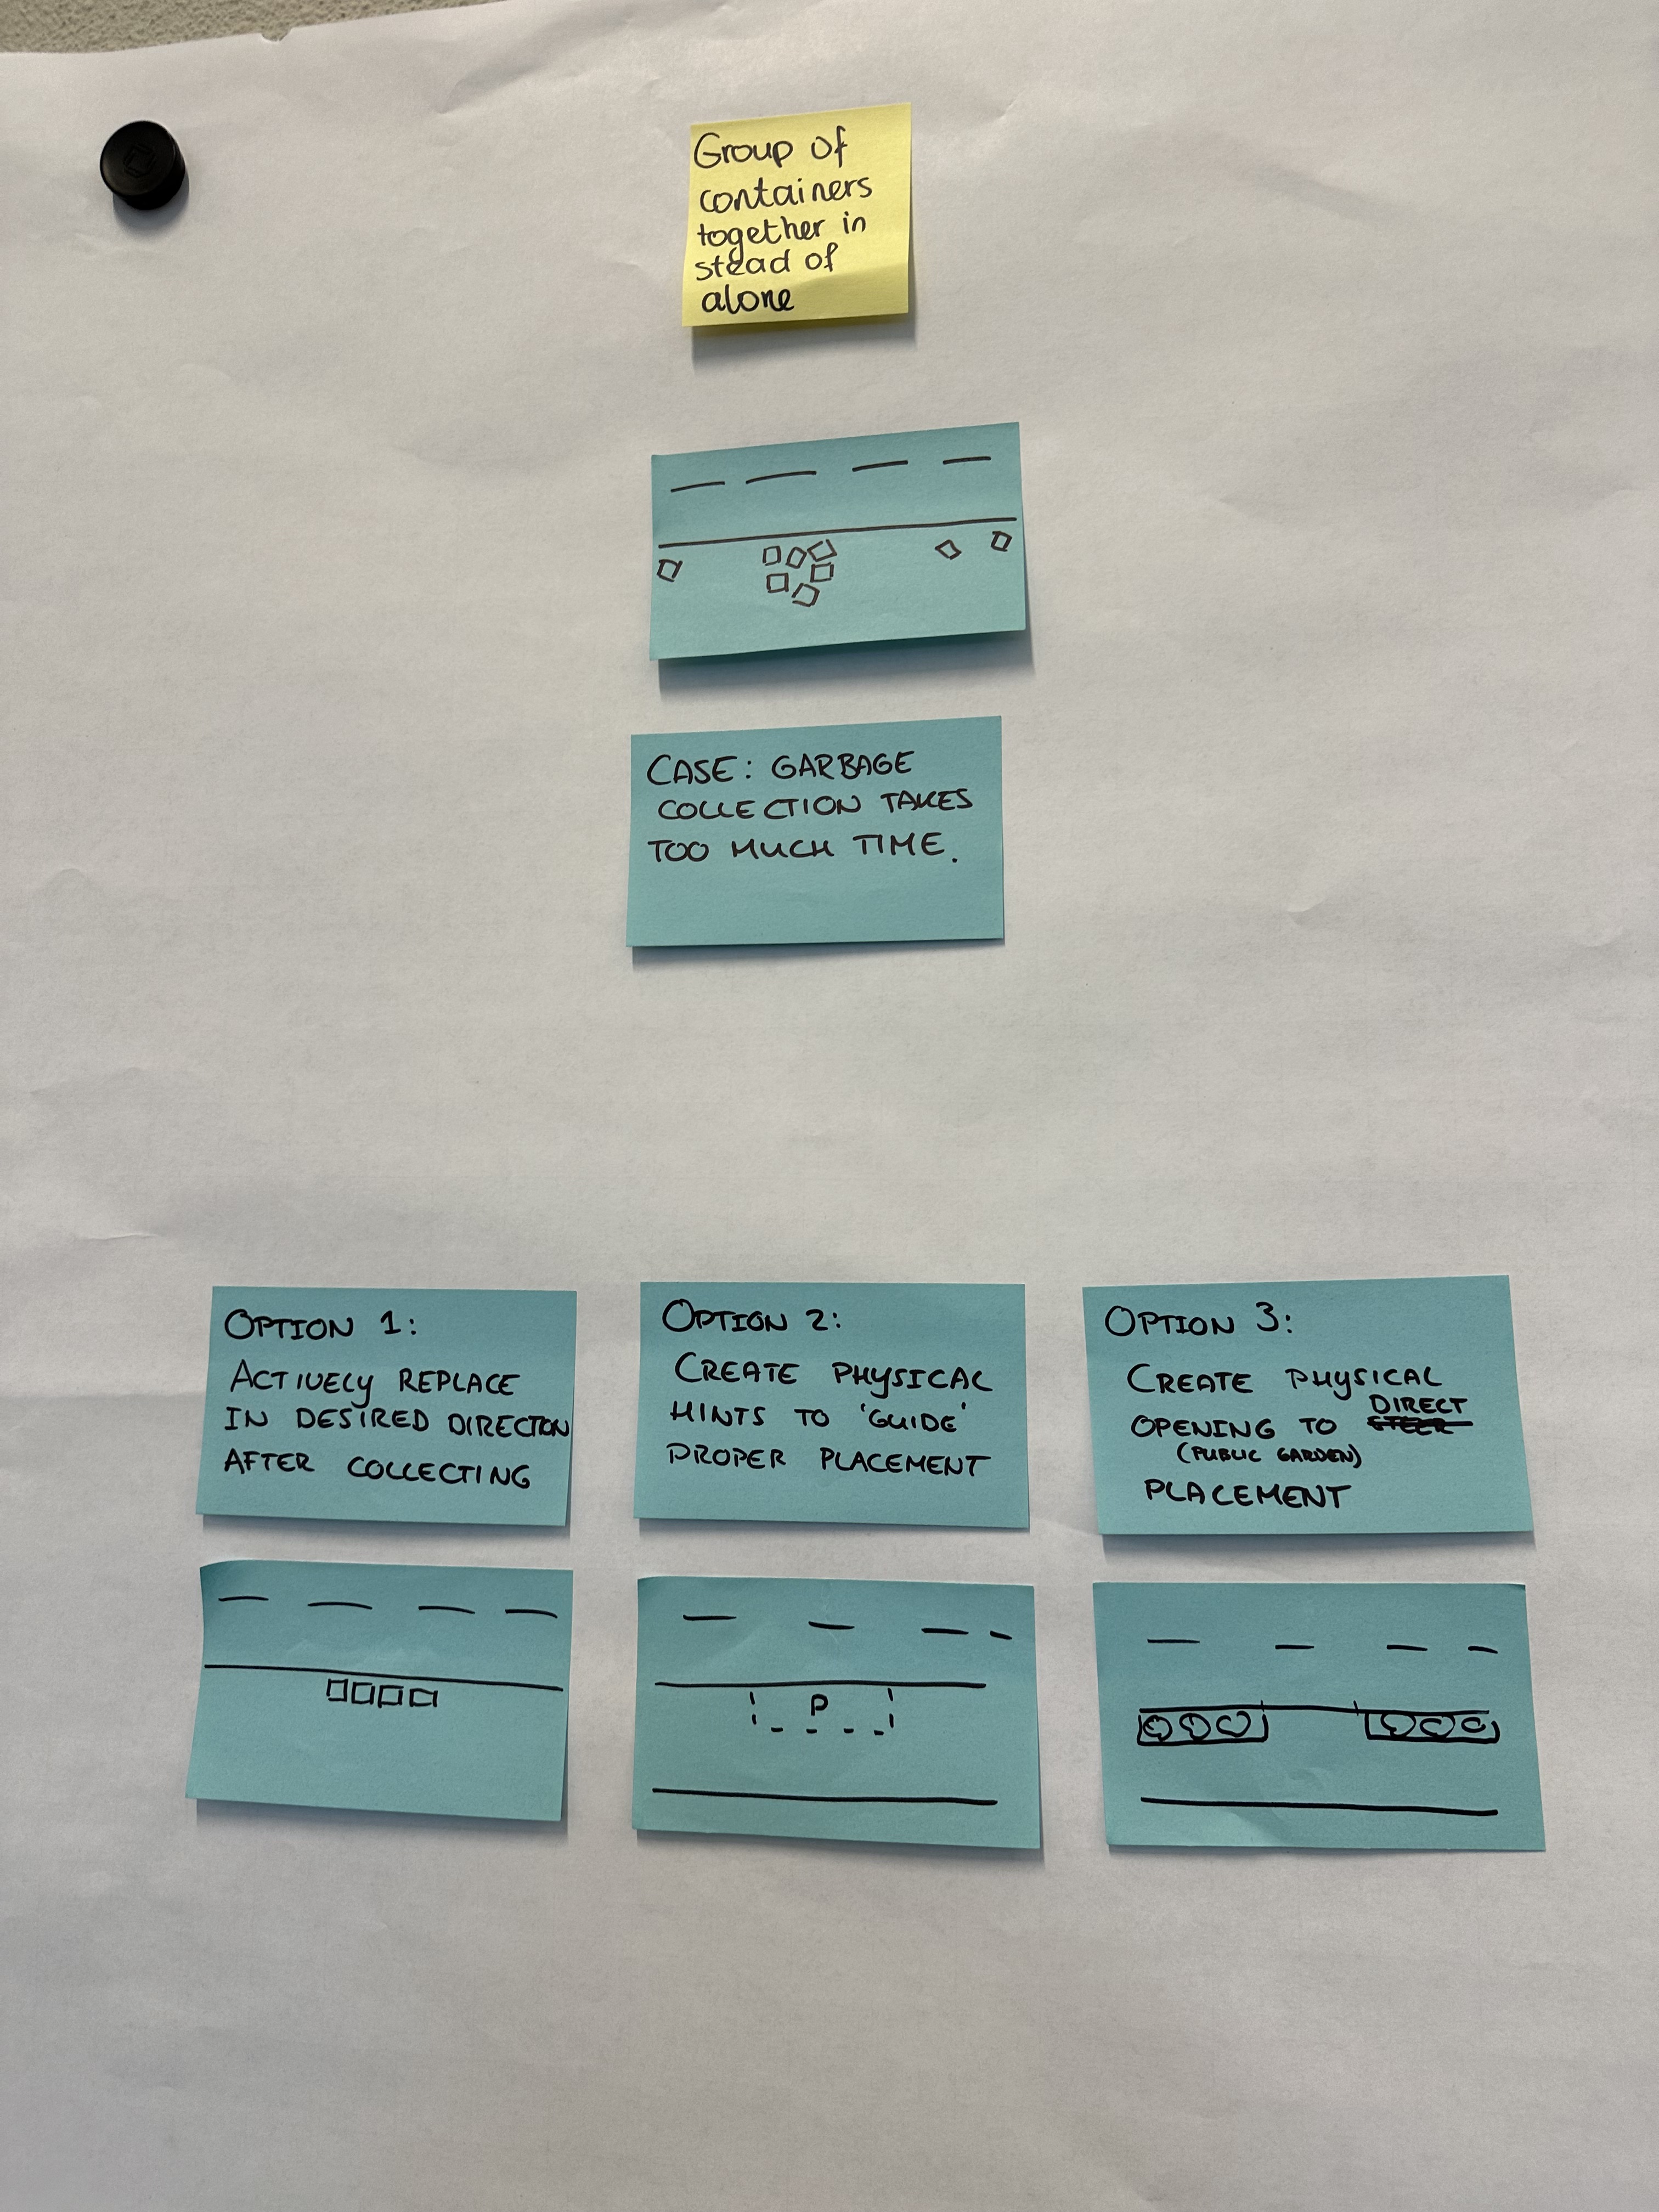 Group of
containers
together in
stead of
alone
CASE: GARBAGE
COLLECTION TAKES
TOO MUCH TIME.
OPTION 1:
ACTIVELY REPLACE
IN DESIRED DIRECTION
AFTER COLLECTING
OPTION 2:
CREATE PHYSICAL
HINTS TO 'GUIDE'
PROPER PLACEMENT
OPTION 3:
CREATE PHYSICAL
OPENING TO STEER DIRECT
(PUBLIC GARDEN)
PLACEMENT
P